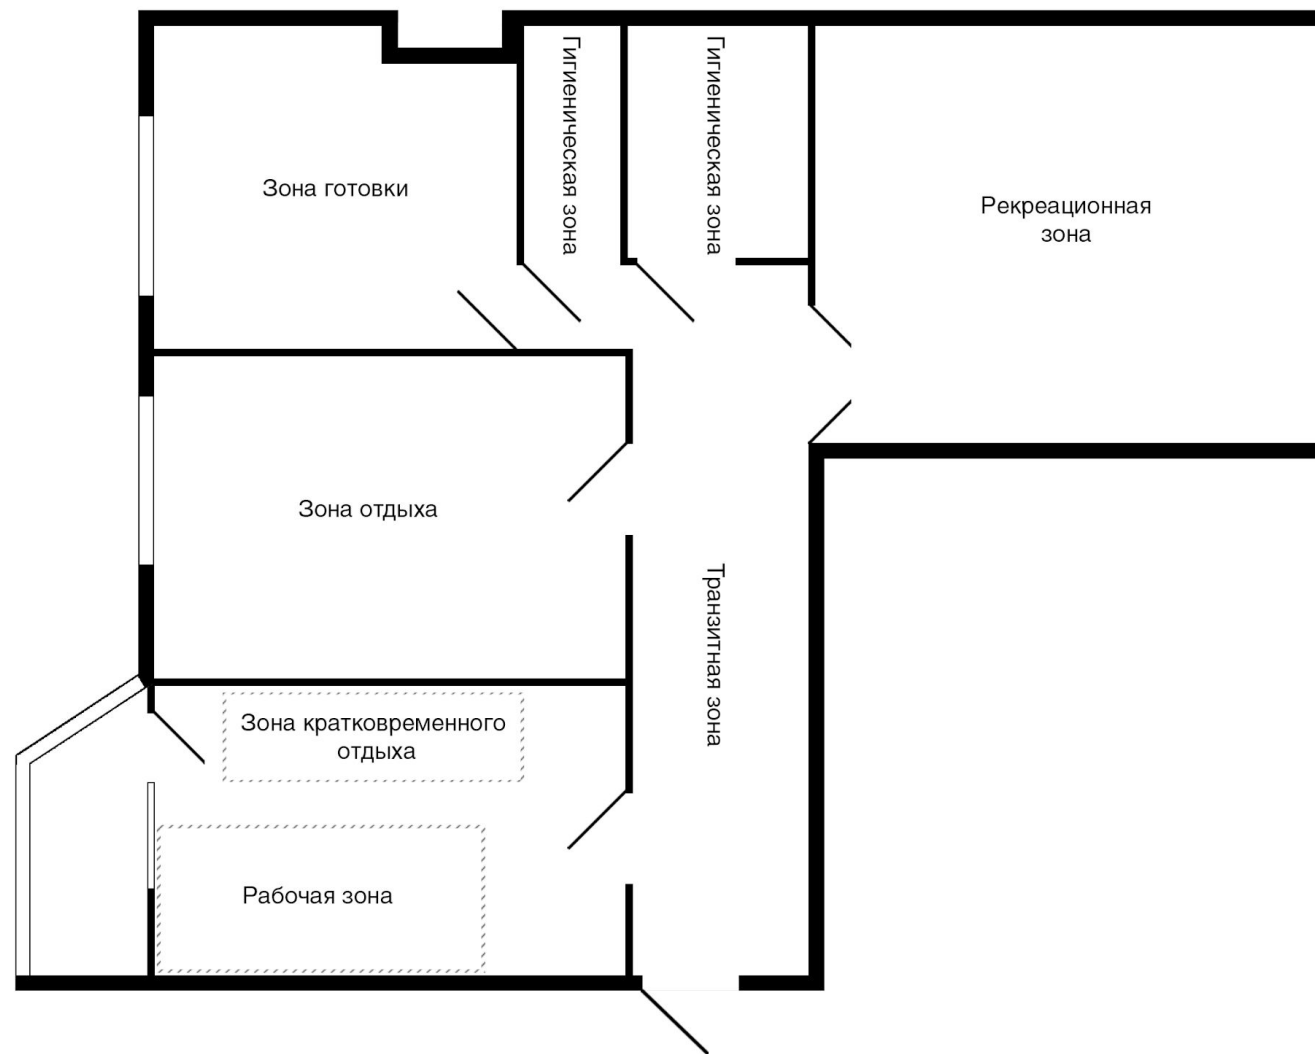 Гигиеническая зона
Гигиеническая зона
Зона готовки
Рекреационная
зона
Зона отдыха
Транзитная зона
Зона кратковременного
отдыха
Рабочая зона